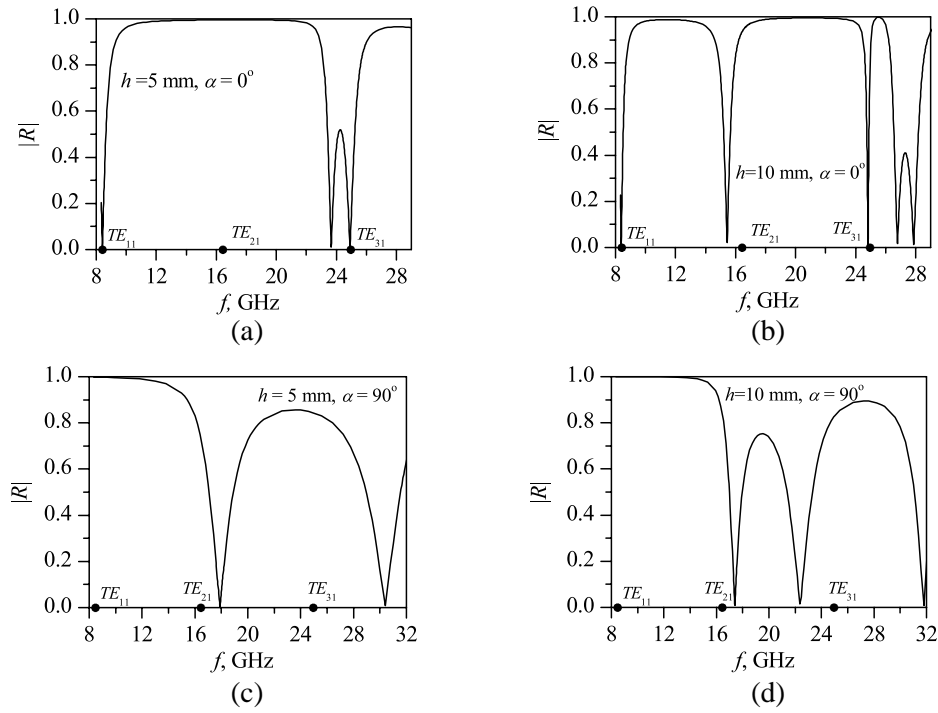 1.0
0.8
0.6
0.4
0.2
0.0
|R|
h =5 mm, α = 0°
TE11
TE21
TE31
8 12 16 20 24 28
f, GHz
(a)
1.0
0.8
0.6
0.4
0.2
0.0
|R|
h=10 mm, α = 0°
TE11
TE21
TE31
8 12 16 20 24 28
f, GHz
(b)
1.0
0.8
0.6
0.4
0.2
0.0
|R|
h = 5 mm, α = 90°
TE11
TE21
TE31
8 12 16 20 24 28 32
f, GHz
(c)
1.0
0.8
0.6
0.4
0.2
0.0
|R|
h=10 mm, α = 90°
TE11
TE21
TE31
8 12 16 20 24 28 32
f, GHz
(d)